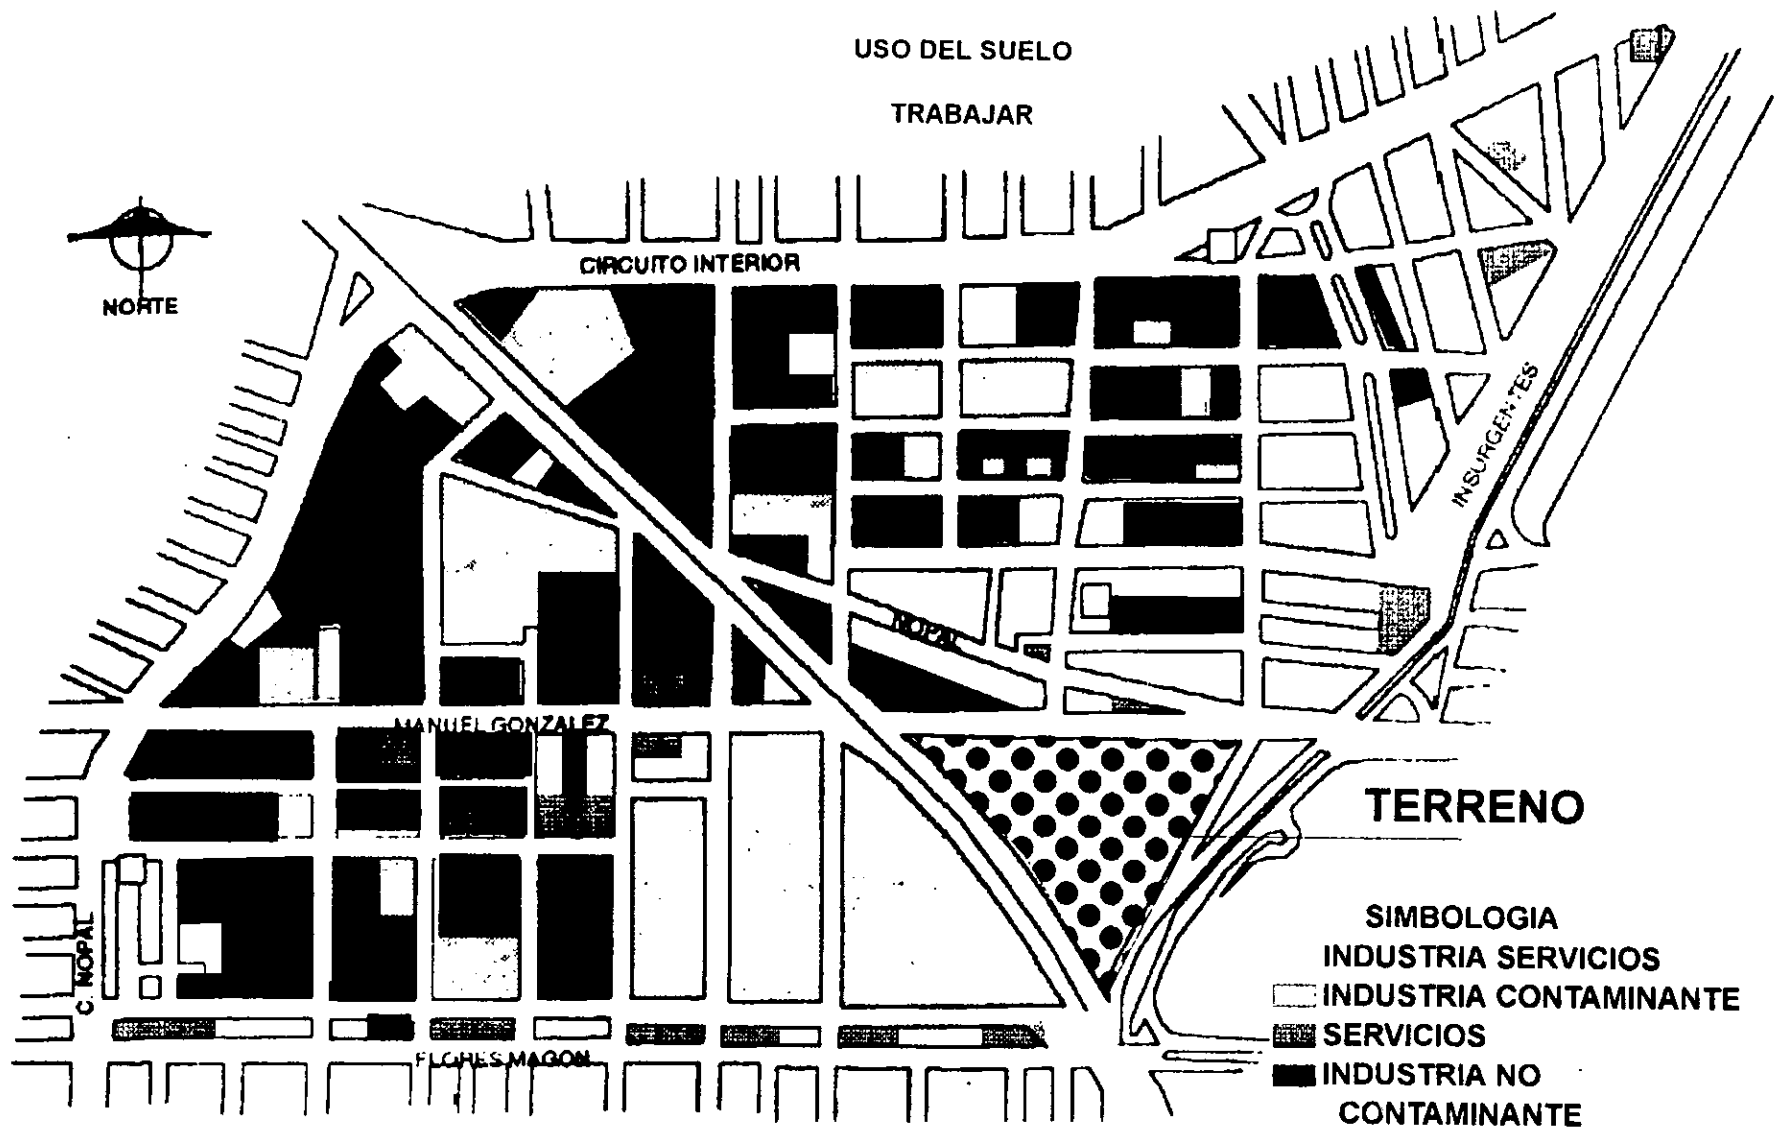 USO DEL SUELO
TRABAJAR
NORTE
CIRCUITO INTERIOR
INSURGENTES
NOPAL
MANUEL GONZALEZ
TERRENO
C. NOPAL
FLORES MAGON
SIMBOLOGIA
INDUSTRIA SERVICIOS
INDUSTRIA CONTAMINANTE
SERVICIOS
INDUSTRIA NO
CONTAMINANTE